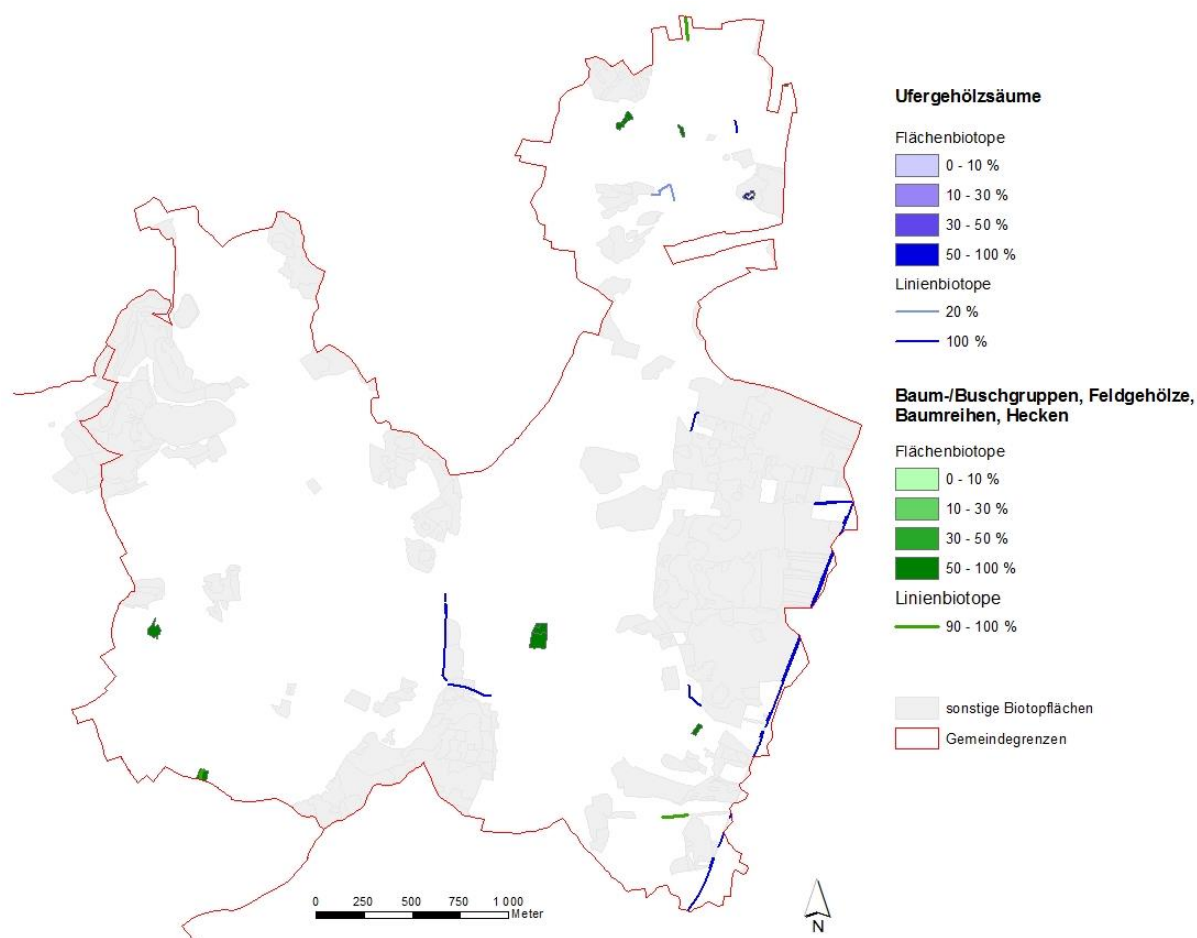 Ufergehölzsäume
Flächenbiotope
0 - 10 %
10 - 30 %
30 - 50 %
50 - 100 %
Linienbiotope
20 %
100 %
Baum-/Buschgruppen, Feldgehölze,
Baumreihen, Hecken
Flächenbiotope
0 - 10 %
10 - 30 %
30 - 50 %
50 - 100 %
Linienbiotope
90 - 100 %
sonstige Biotopflächen
Gemeindegrenzen
0 250 500 750 1 000
Meter
N